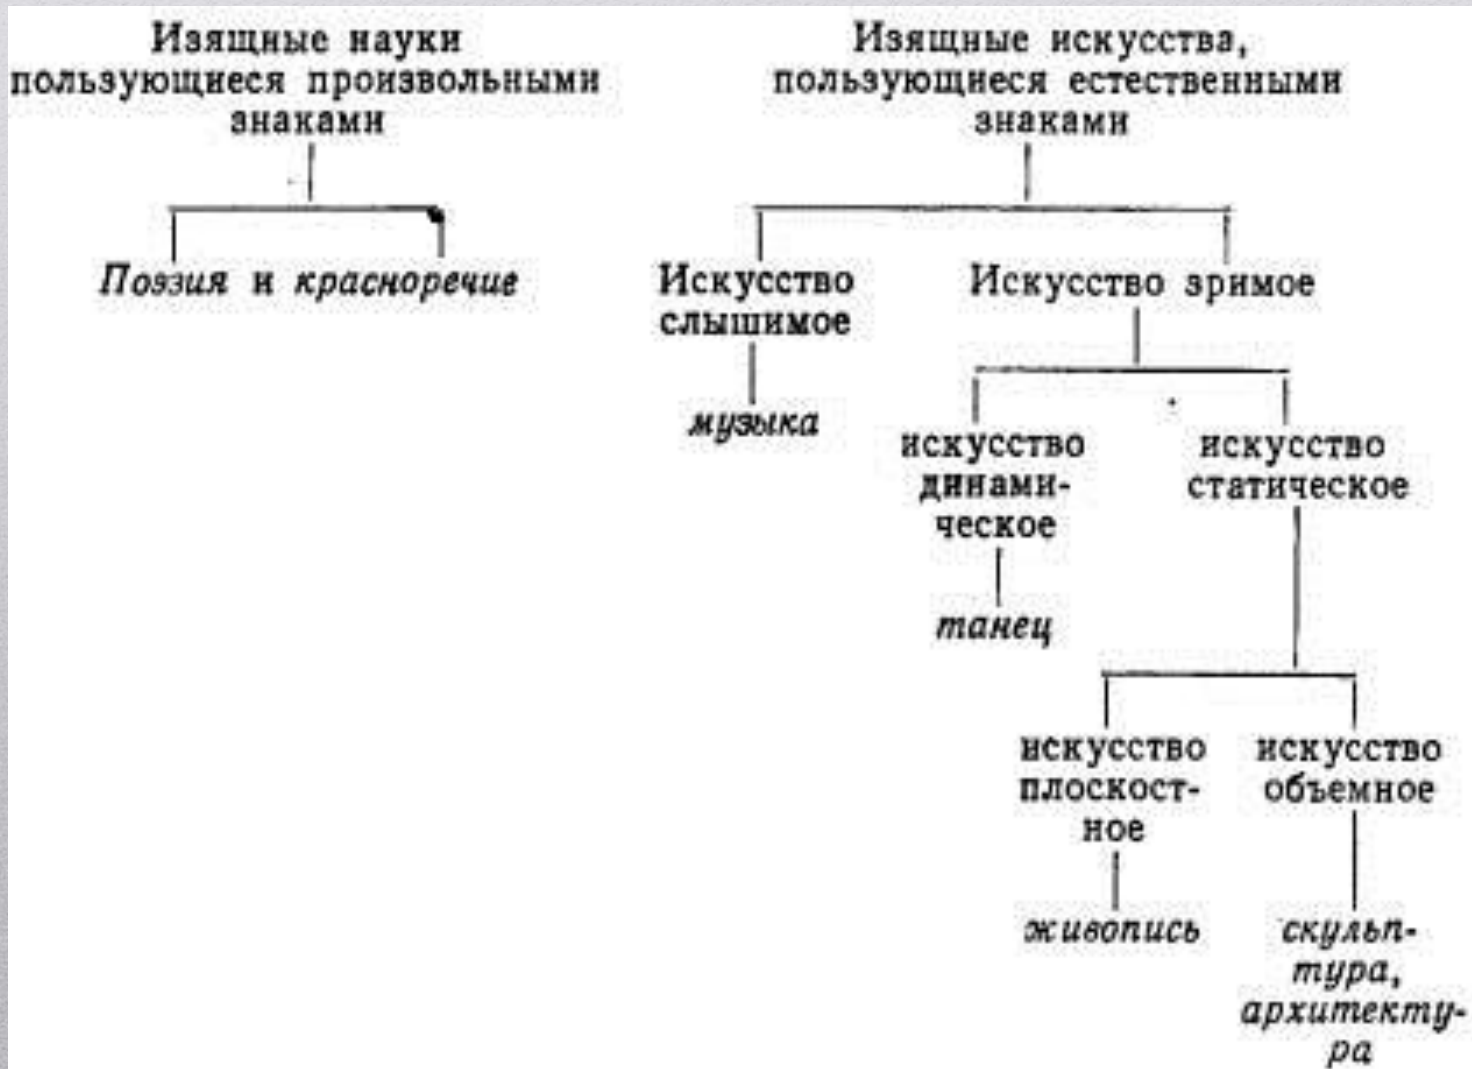 Изящные науки
пользующиеся произвольными
знаками
Поэзия и красноречие
Изящные искусства,
пользующиеся естественными
знаками
Искусство
слышимое
музыка
Искусство зримое
искусство
динами-
ческое
танец
искусство
статическое
искусство
плоскост-
ное
живопись
искусство
объемное
скульп-
тура,
архитекту-
ра